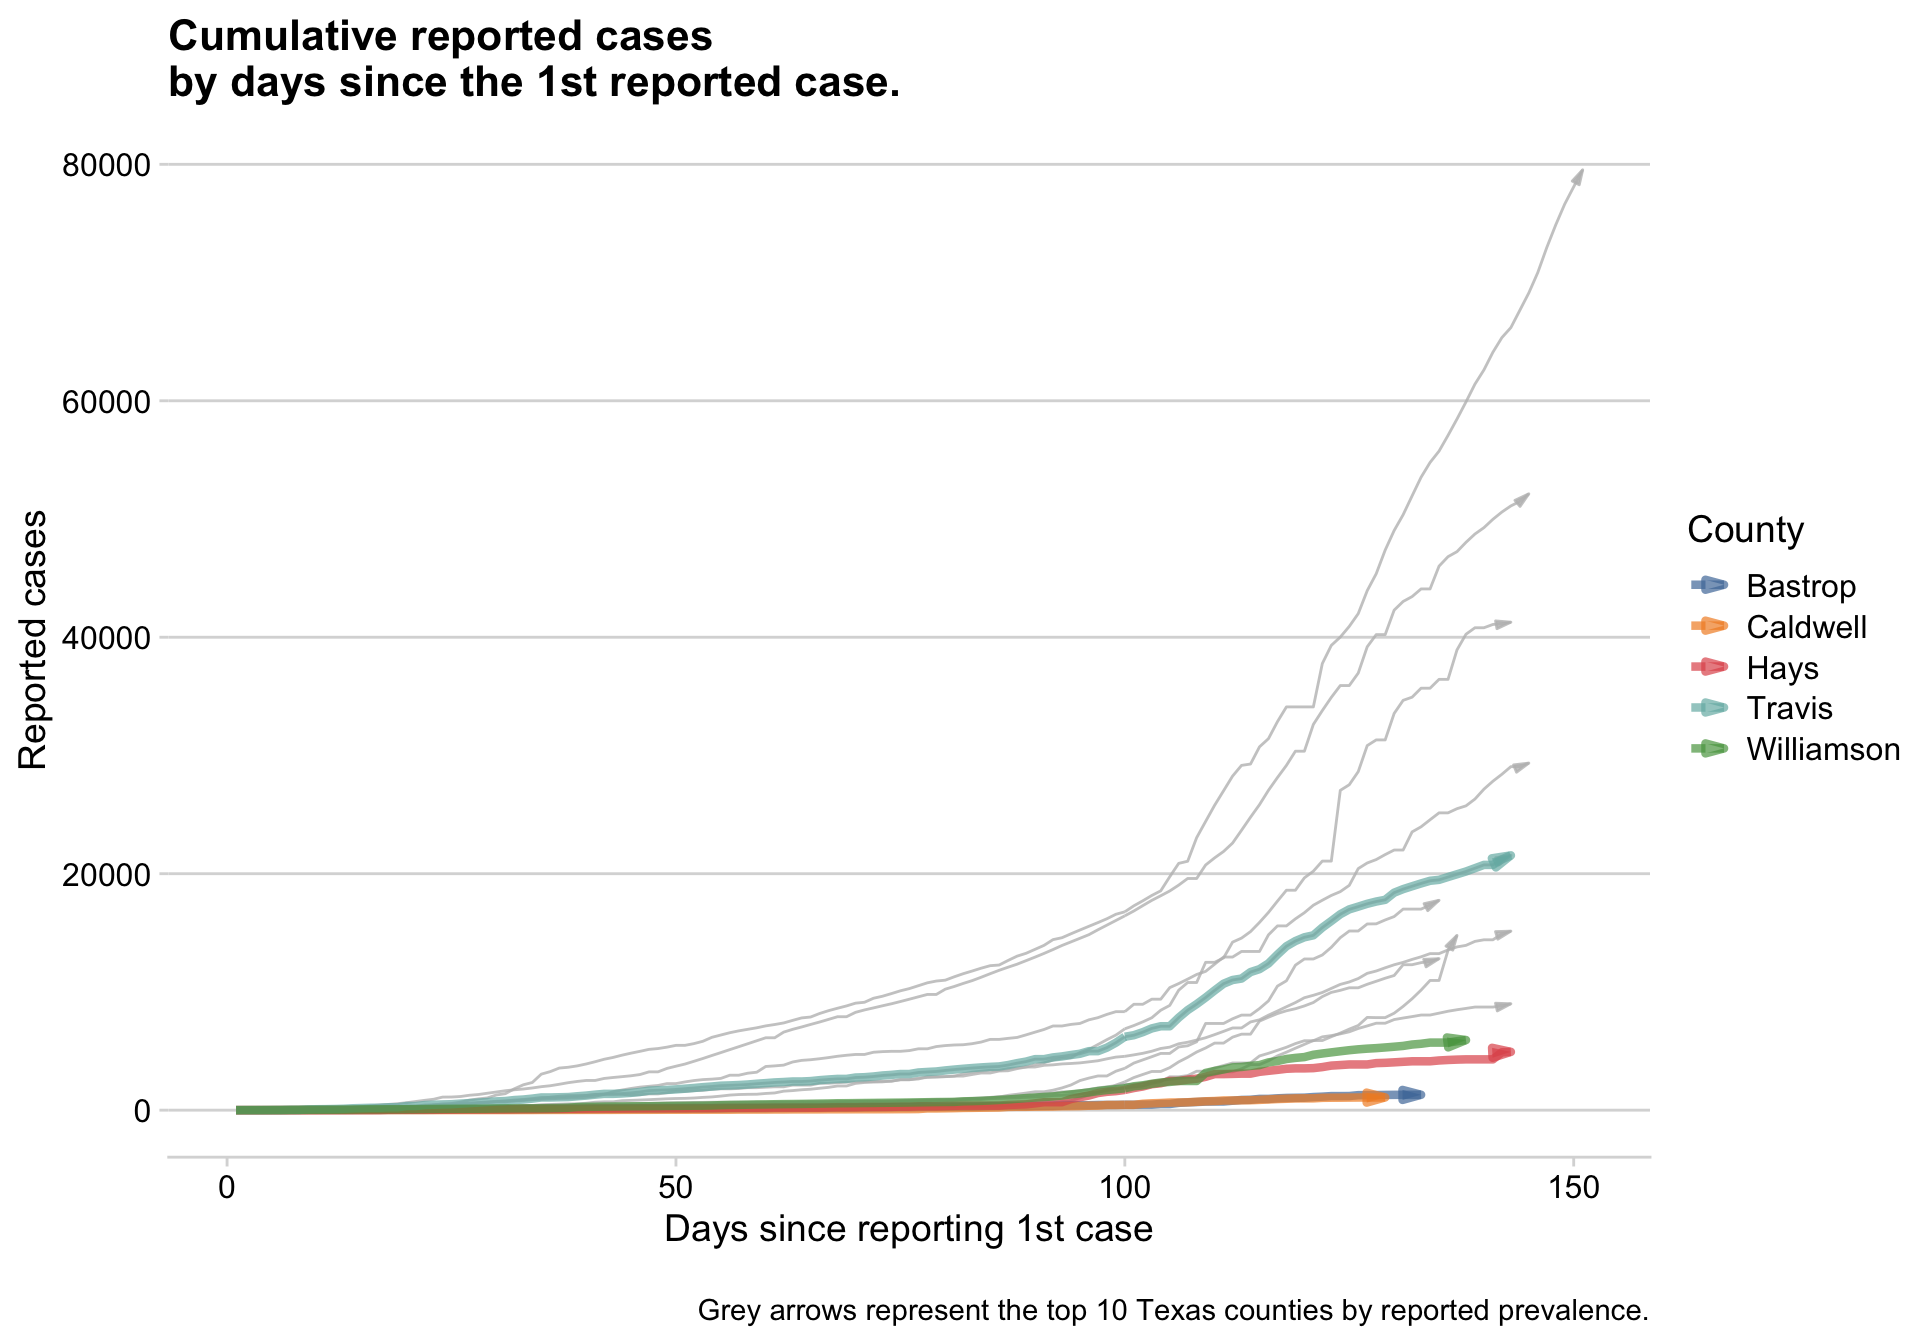 Cumulative reported cases
by days since the 1st reported case.
80000
60000
40000
20000
0
Reported cases
0 50 100 150
Days since reporting 1st case
County
Bastrop
Caldwell
Hays
Travis
Williamson
Grey arrows represent the top 10 Texas counties by reported prevalence.